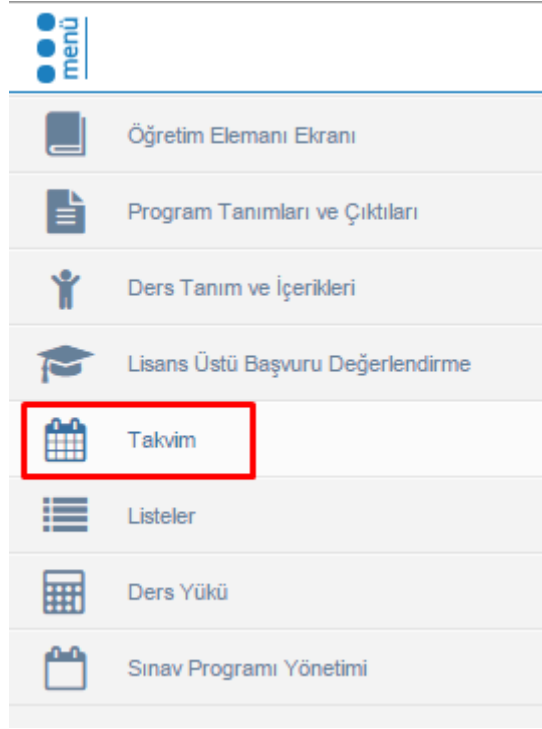 menü
Öğretim Elemanı Ekranı
Program Tanımları ve Çıktıları
Ders Tanım ve İçerikleri
Lisans Üstü Başvuru Değerlendirme
Takvim
Listeler
Ders Yükü
Sınav Programı Yönetimi